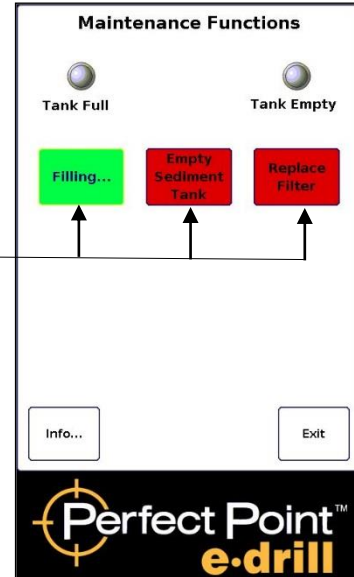 Maintenance Functions
Tank Full
Tank Empty
Filling...
Empty
Sediment
Tank
Replace
Filter
Info...
Exit
Perfect Point™
e•drill